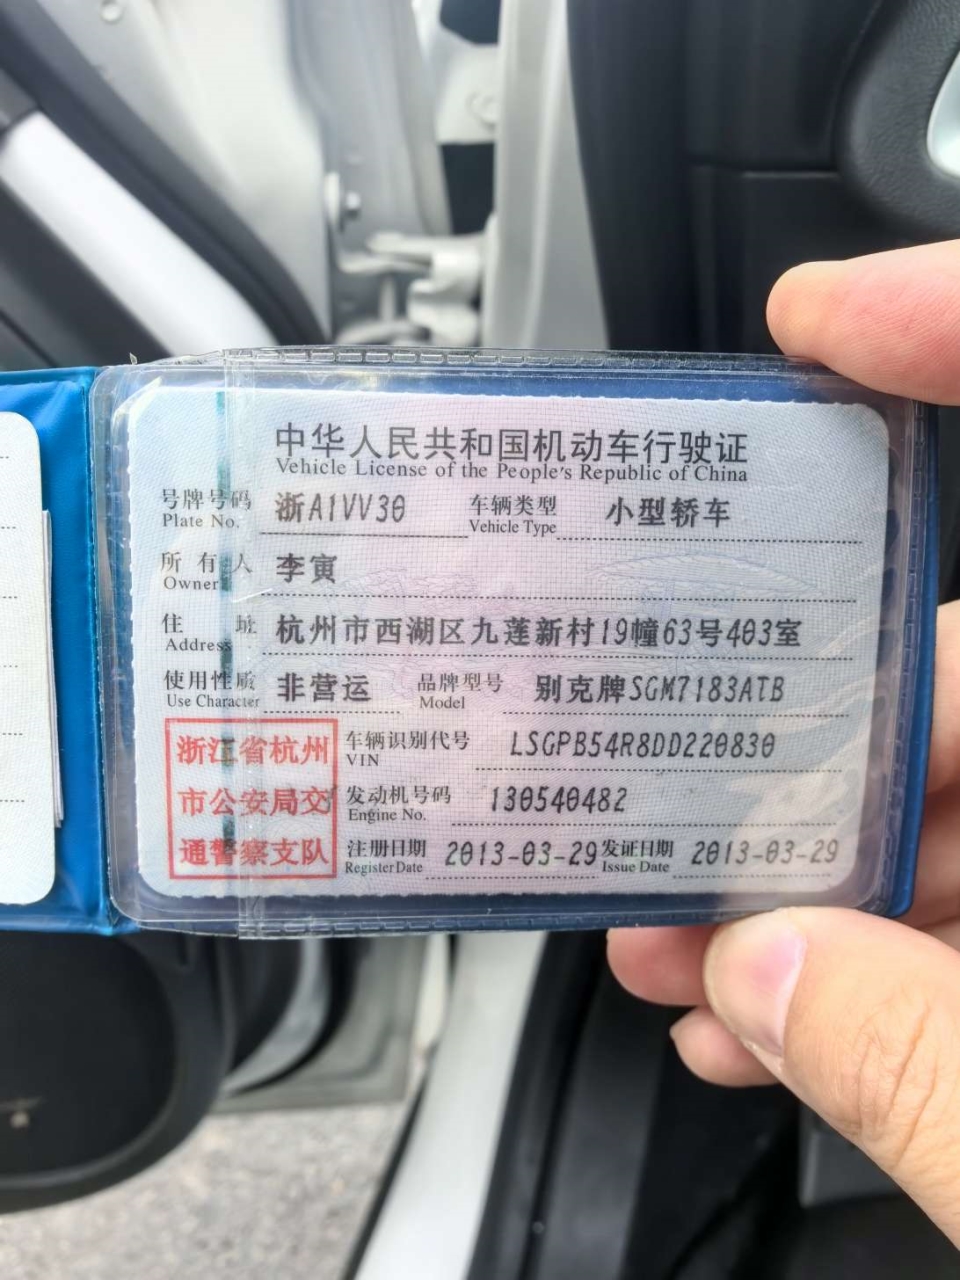 中华人民共和国机动车行驶证
Vehicle License of the People's Republic of China
号牌号码 浙A1VV30 车辆类型 小型轿车
Plate No. Vehicle Type
所有人 李寅
Owner
住址 杭州市西湖区九莲新村19幢63号403室
Address
使用性质 非营运 品牌型号 别克牌SGM7183ATB
Use Character Model
浙江省杭州 车辆识别代号 LSGPB54R8DD220830
VIN
市公安局交 发动机号码 130540482
Engine No.
通警察支队 注册日期 2013-03-29 发证日期 2013-03-29
Register Date Issue Date